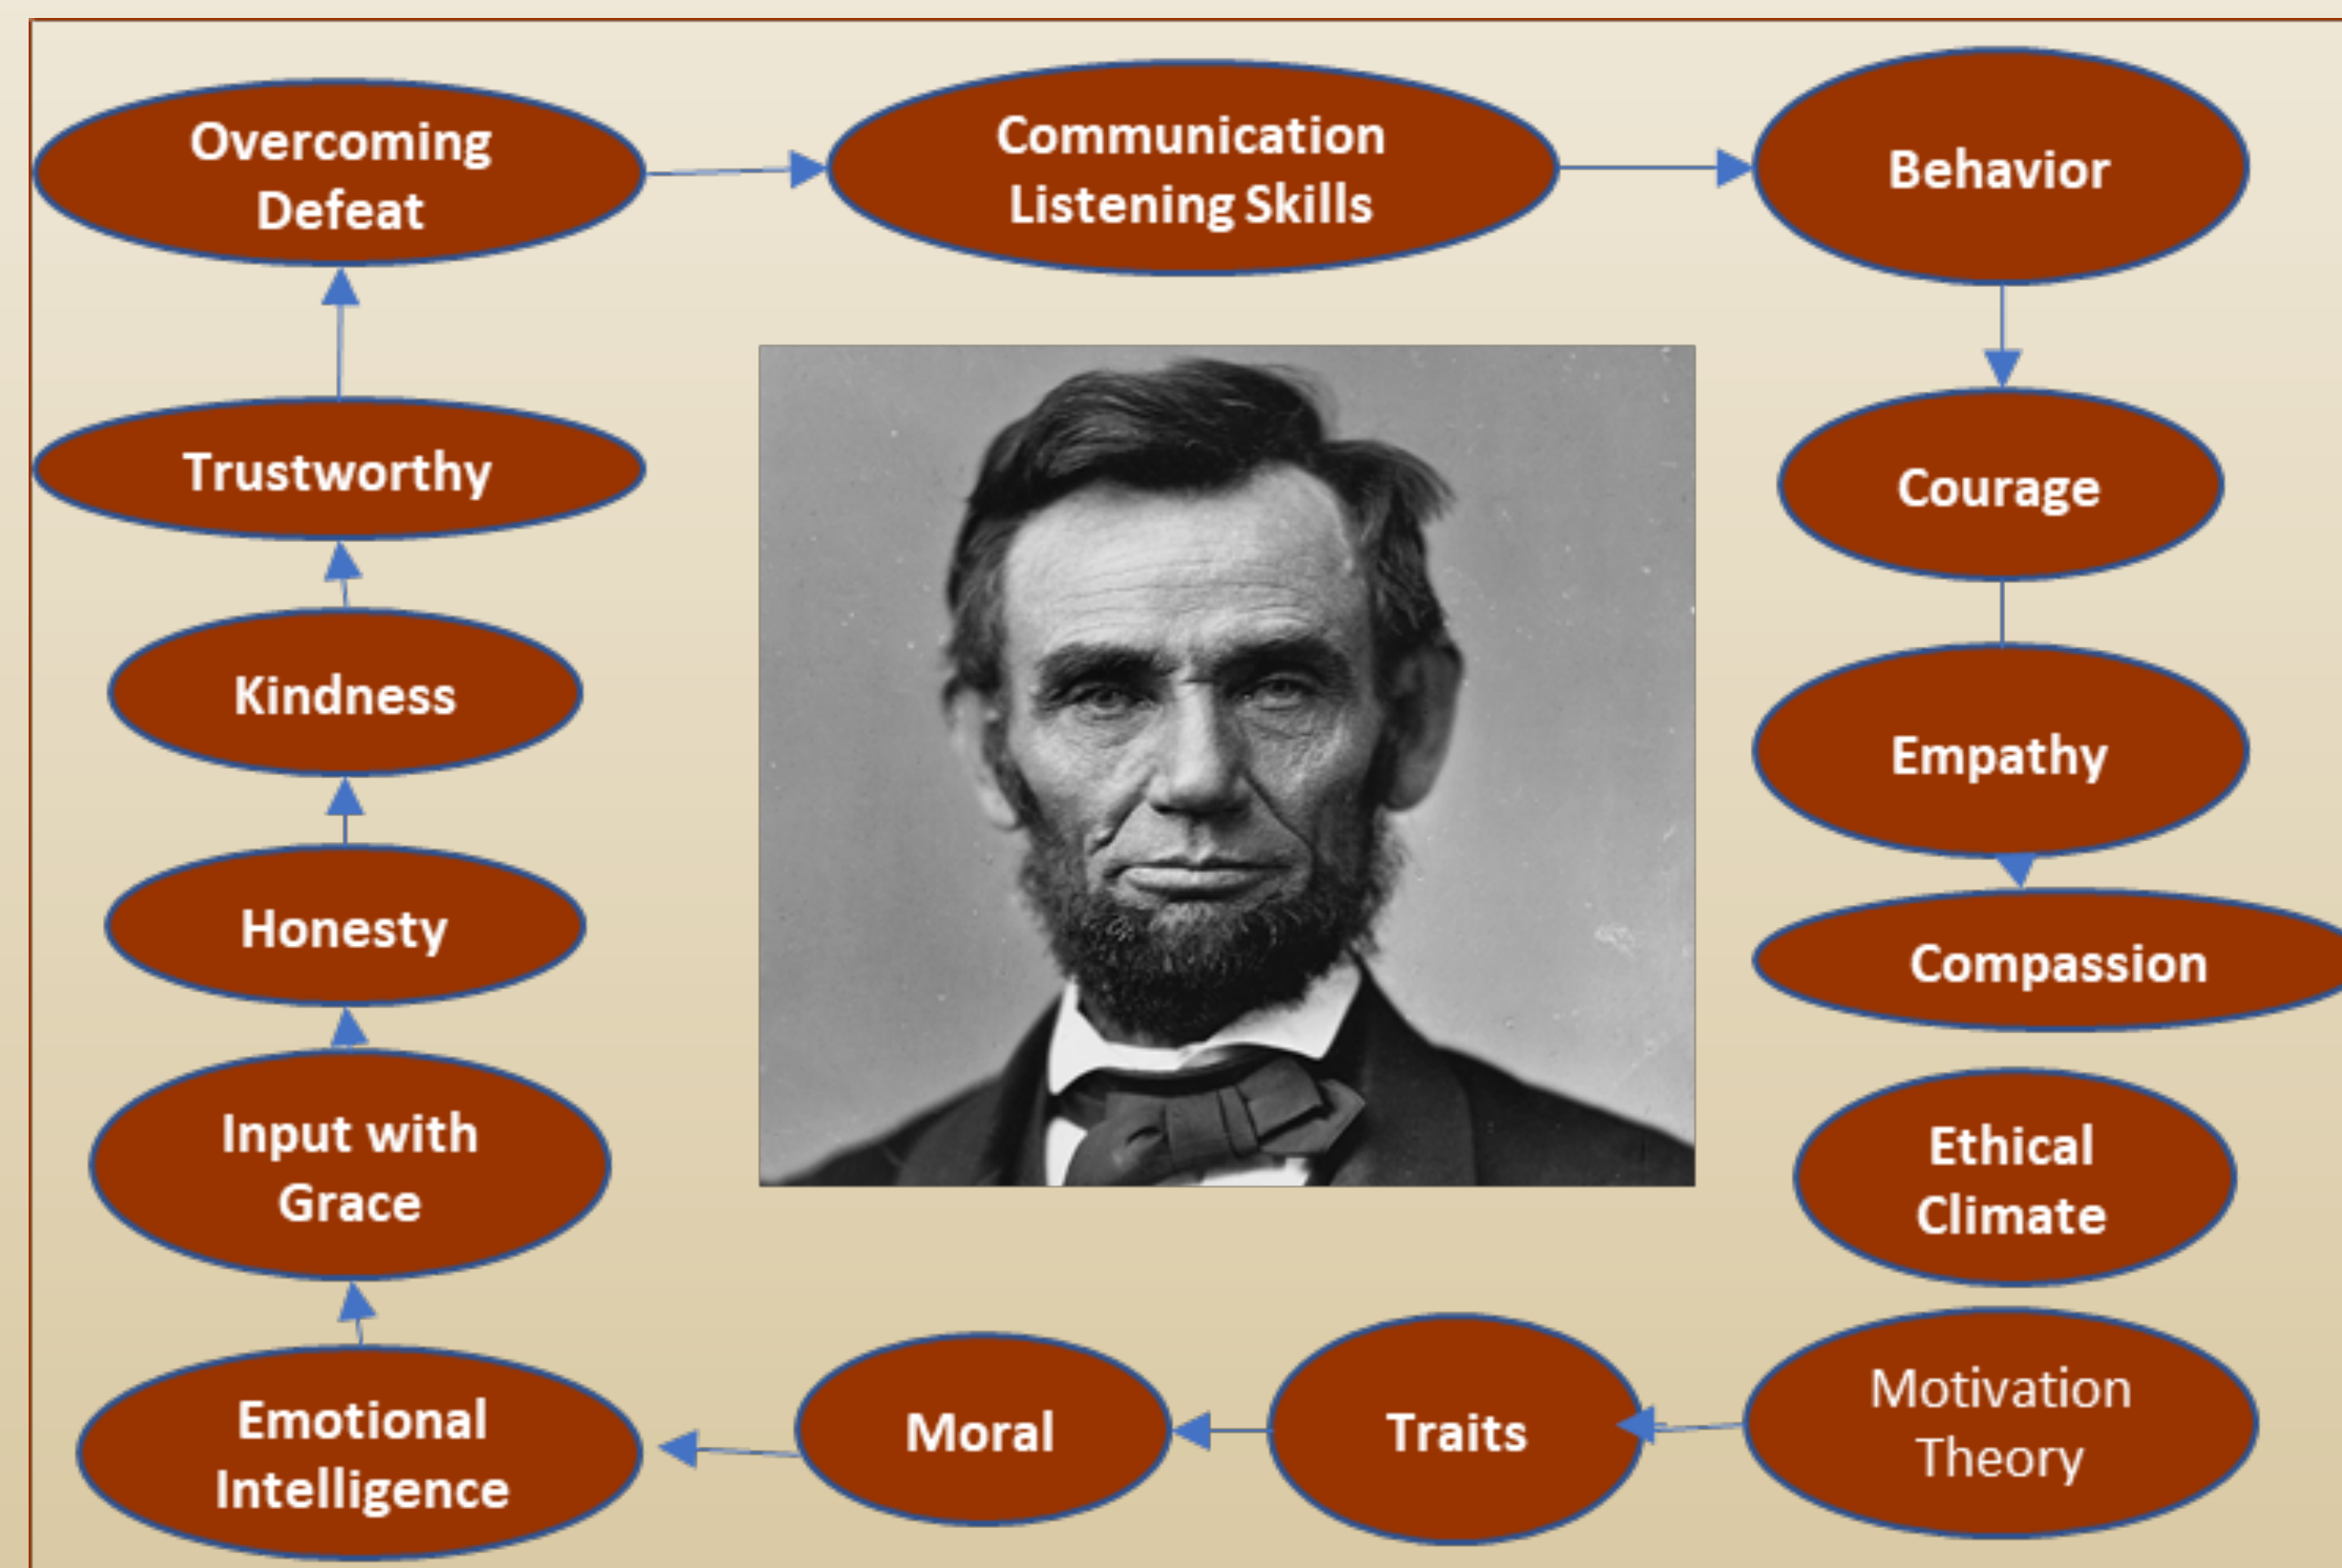 Overcoming
Defeat
Communication
Listening Skills
Behavior
Trustworthy
Courage
Kindness
Empathy
Honesty
Compassion
Input with
Grace
Ethical
Climate
Emotional
Intelligence
Moral
Traits
Motivation
Theory